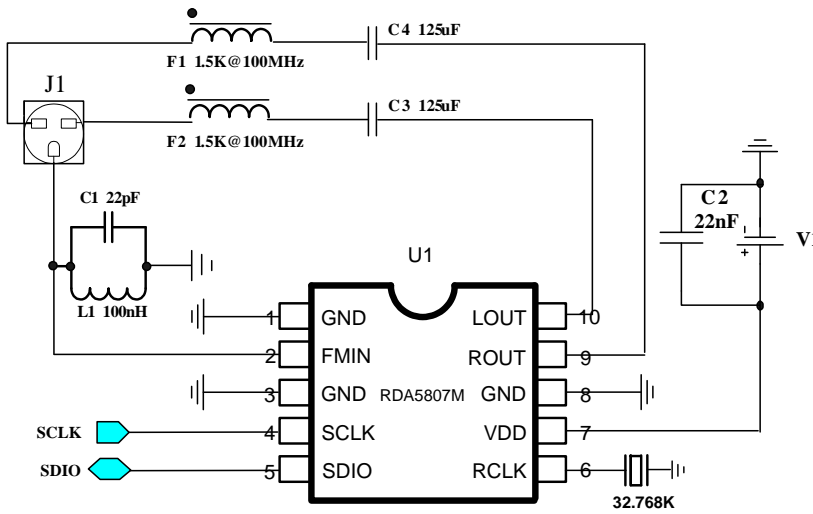 C4 125uF
F1 1.5K@100MHz
J1
C3 125uF
F2 1.5K@100MHz
C1 22pF
C2
22nF
-
+
U1
L1 100nH
1 GND LOUT 10
2 FMIN ROUT 9
3 GND RDA5807M GND 8
SCLK 4 SCLK VDD 7
SDIO 5 SDIO RCLK 6
32.768K